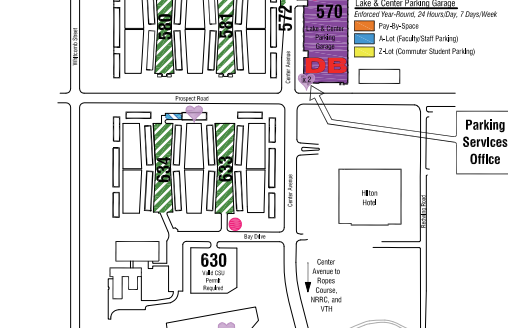 Lake & Center Parking Garage
Enforced Year-Round, 24 Hours/Day, 7 Days/Week
Pay-By-Space
A-Lot (Faculty/Staff Parking)
Z-Lot (Commuter Student Parking)
572
570
Lake & Center
Parking
Garage
DB
x 2
Whitcomb Street
Center Avenue
Prospect Road
Parking
Services
Office
634
633
Center Avenue
Hilton
Hotel
Bay Drive
630
Valid CSU
Permit
Required
Center
Avenue to
Ropes
Course,
NRRC, and
VTH